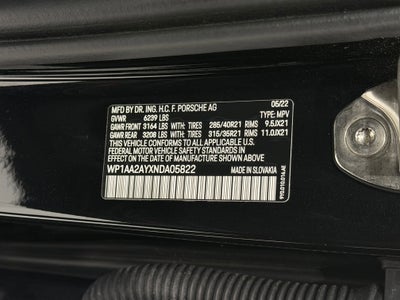 MFD BY DR. ING. H.C. F. PORSCHE AG 05/22
GVWR 6239 LBS TYPE: MPV
GAWR FRONT 3164 LBS WITH: TIRES 285/40R21 RIMS 9.5JX21
GAWR REAR 3208 LBS WITH: TIRES 315/35R21 RIMS 11.0JX21
THIS VEHICLE CONFORMS TO ALL APPLICABLE U.S.
FEDERAL MOTOR VEHICLE SAFETY STANDARDS IN
EFFECT ON THE DATE OF MANUFACTURE SHOWN ABOVE.
WP1AA2AYXNDA05822 MADE IN SLOVAKIA